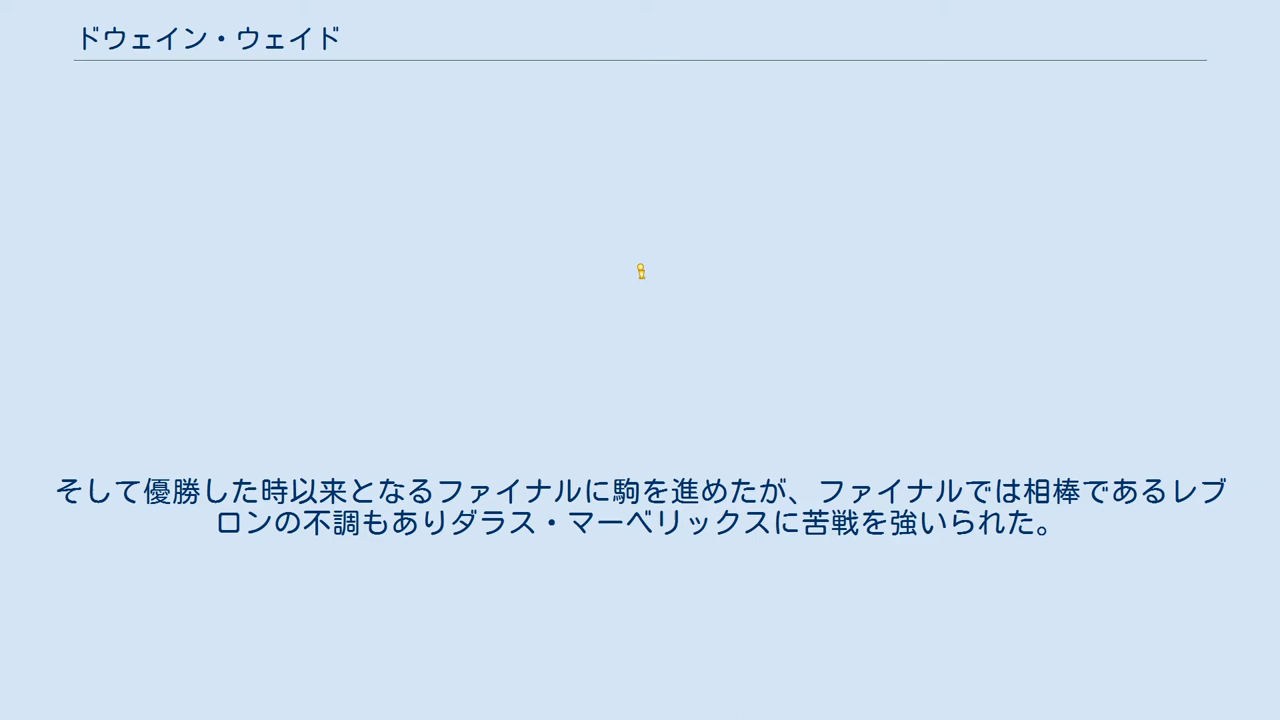 ドウェイン・ウェイド
そして優勝した時以来となるファイナルに駒を進めたが、ファイナルでは相棒であるレブ
ロンの不調もありダラス・マーベリックスに苦戦を強いられた。